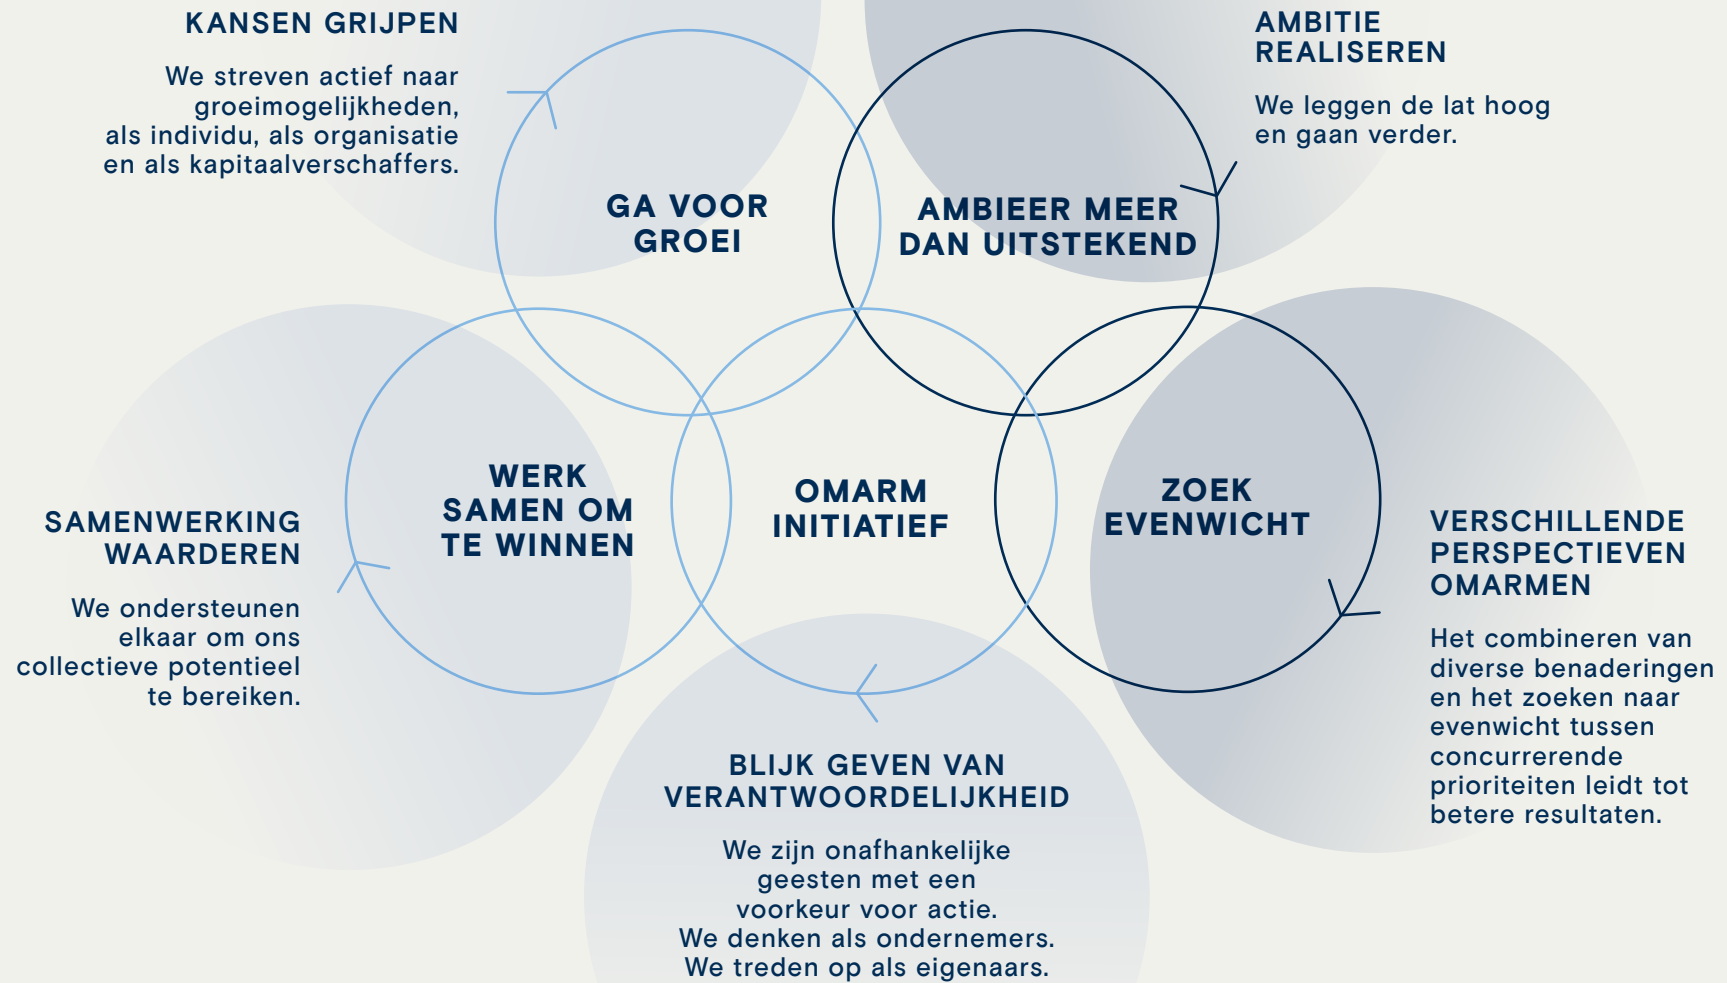 KANSEN GRIJPEN
We streven actief naar
groeimogelijkheden,
als individu, als organisatie
en als kapitaalverschaffers.
AMBITIE
REALISEREN
We leggen de lat hoog
en gaan verder.
GA VOOR
GROEI
AMBIEER MEER
DAN UITSTEKEND
WERK
SAMEN OM
TE WINNEN
OMARM
INITIATIEF
ZOEK
EVENWICHT
SAMENWERKING
WAARDEREN
We ondersteunen
elkaar om ons
collectieve potentieel
te bereiken.
VERSCHILLENDE
PERSPECTIEVEN
OMARMEN
Het combineren van
diverse benaderingen
en het zoeken naar
evenwicht tussen
concurrerende
prioriteiten leidt tot
betere resultaten.
BLIJK GEVEN VAN
VERANTWOORDELIJKHEID
We zijn onafhankelijke
geesten met een
voorkeur voor actie.
We denken als ondernemers.
We treden op als eigenaars.